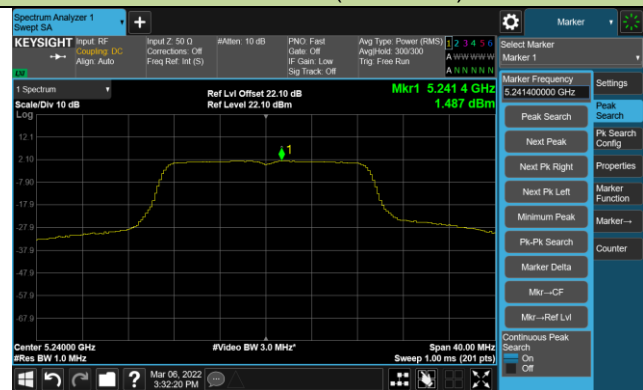 Spectrum Analyzer 1
Swept SA
+
Marker
KEYSIGHT
Input: RF
Coupling: DC
Align: Auto
Input Z: 50 Ω
Corrections: Off
Freq Ref: Int (S)
#Atten: 10 dB
PNO: Fast
Gate: Off
IF Gain: Low
Sig Track: Off
Avg Type: Power (RMS)
Avg|Hold: 300/300
Trig: Free Run
1 2 3 4 5 6
A W W W W W
A N N N N N
LW
Select Marker
Marker 1
1 Spectrum
Scale/Div 10 dB
Log
Ref Lvl Offset 22.10 dB
Ref Level 22.10 dBm
Mkr1 5.241 4 GHz
1.487 dBm
1
12.1
2.10
-7.90
-17.9
-27.9
-37.9
-47.9
-57.9
-67.9
Center 5.24000 GHz
#Res BW 1.0 MHz
#Video BW 3.0 MHz*
Span 40.00 MHz
Sweep 1.00 ms (201 pts)
Marker Frequency
5.241400000 GHz
Peak Search
Next Peak
Next Pk Right
Next Pk Left
Minimum Peak
Pk-Pk Search
Marker Delta
Mkr→CF
Mkr→Ref Lvl
Continuous Peak
Search
On
Off
Settings
Peak
Search
Pk Search
Config
Properties
Marker
Function
Marker→
Counter
?
Mar 06, 2022
3:32:20 PM